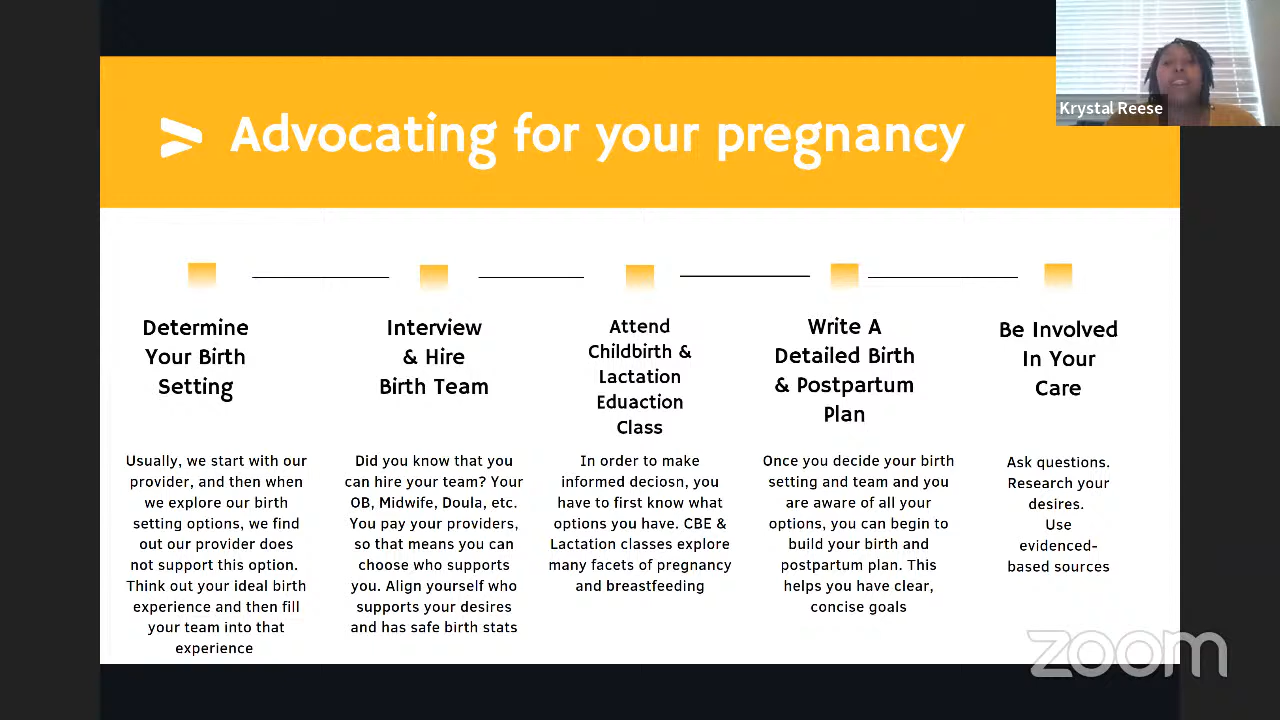 Krystal Reese
Advocating for your pregnancy
Determine
Your Birth
Setting
Usually, we start with our
provider, and then when
we explore our birth
setting options, we find
out our provider does
not support this option.
Think out your ideal birth
experience and then fill
your team into that
experience
Interview
& Hire
Birth Team
Did you know that you
can hire your team? Your
OB, Midwife, Doula, etc.
You pay your providers,
so that means you can
choose who supports
you. Align yourself who
supports your desires
and has safe birth stats
Attend
Childbirth &
Lactation
Eduaction
Class
In order to make
informed deciosn, you
have to first know what
options you have. CBE &
Lactation classes explore
many facets of pregnancy
and breastfeeding
Write A
Detailed Birth
& Postpartum
Plan
Once you decide your birth
setting and team and you
are aware of all your
options, you can begin to
build your birth and
postpartum plan. This
helps you have clear,
concise goals
Be Involved
In Your
Care
Ask questions.
Research your
desires.
Use
evidenced-
based sources
zoom